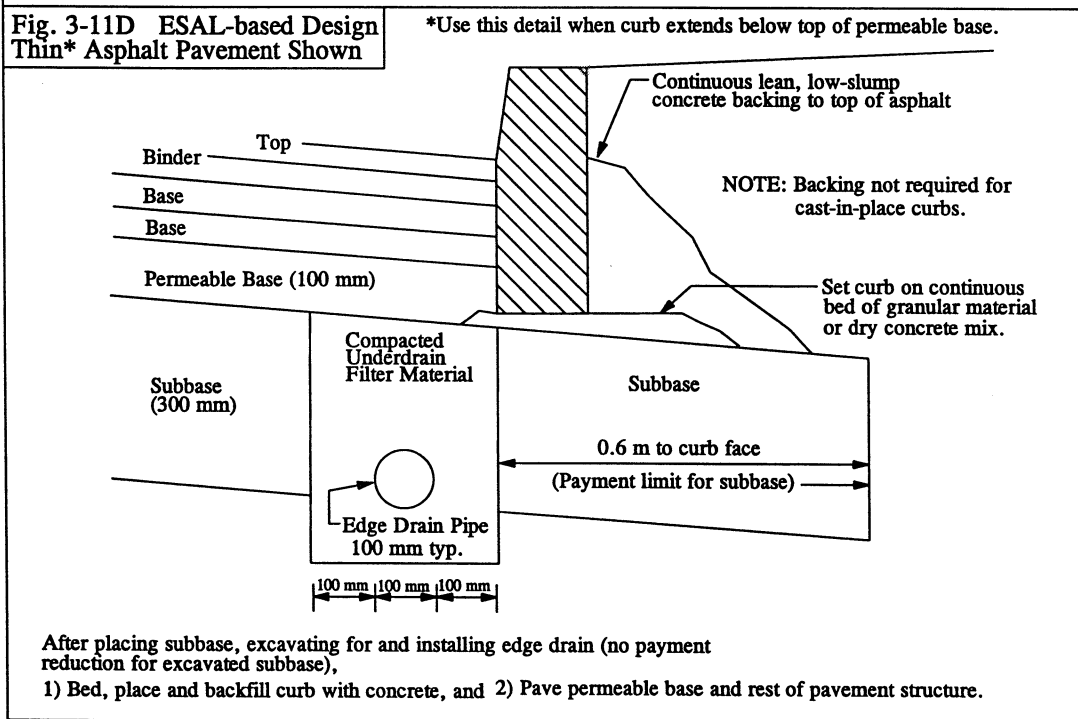 Fig. 3-11D ESAL-based Design
Thin* Asphalt Pavement Shown
*Use this detail when curb extends below top of permeable base.
Continuous lean, low-slump
concrete backing to top of asphalt
Top
Binder
NOTE: Backing not required for
cast-in-place curbs.
Base
Base
Permeable Base (100 mm)
Set curb on continuous
bed of granular material
or dry concrete mix.
Compacted
Underdrain
Filter Material
Subbase
(300 mm)
Subbase
0.6 m to curb face
(Payment limit for subbase)
Edge Drain Pipe
100 mm typ.
100 mm 100 mm 100 mm
After placing subbase, excavating for and installing edge drain (no payment
reduction for excavated subbase),
1) Bed, place and backfill curb with concrete, and 2) Pave permeable base and rest of pavement structure.